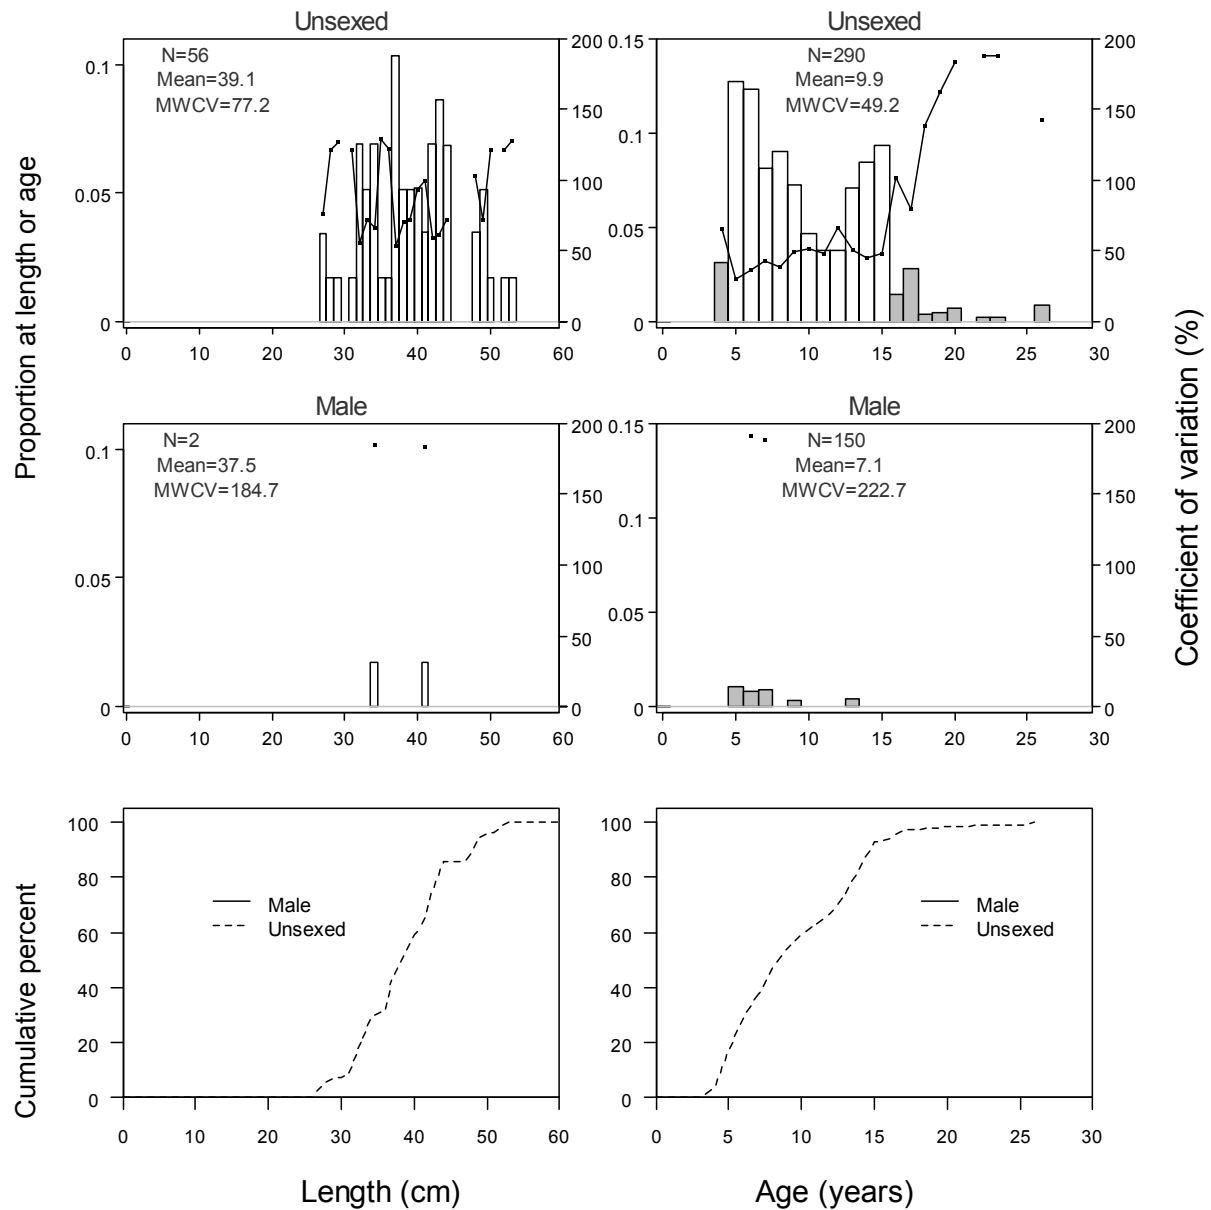 Unsexed
N=56
Mean=39.1
MWCV=77.2
0.1
0.05
0
200
150
100
50
0
0 10 20 30 40 50 60
Unsexed
N=290
Mean=9.9
MWCV=49.2
0.15
0.1
0.05
0
200
150
100
50
0
0 5 10 15 20 25 30
Proportion at length or age
Male
N=2
Mean=37.5
MWCV=184.7
0.1
0.05
0
200
150
100
50
0
0 10 20 30 40 50 60
Male
N=150
Mean=7.1
MWCV=222.7
0.15
0.1
0.05
0
200
150
100
50
0
0 5 10 15 20 25 30
Coefficient of variation (%)
Cumulative percent
100
80
60
40
20
0
Male
Unsexed
0 10 20 30 40 50 60
Length (cm)
100
80
60
40
20
0
Male
Unsexed
0 5 10 15 20 25 30
Age (years)